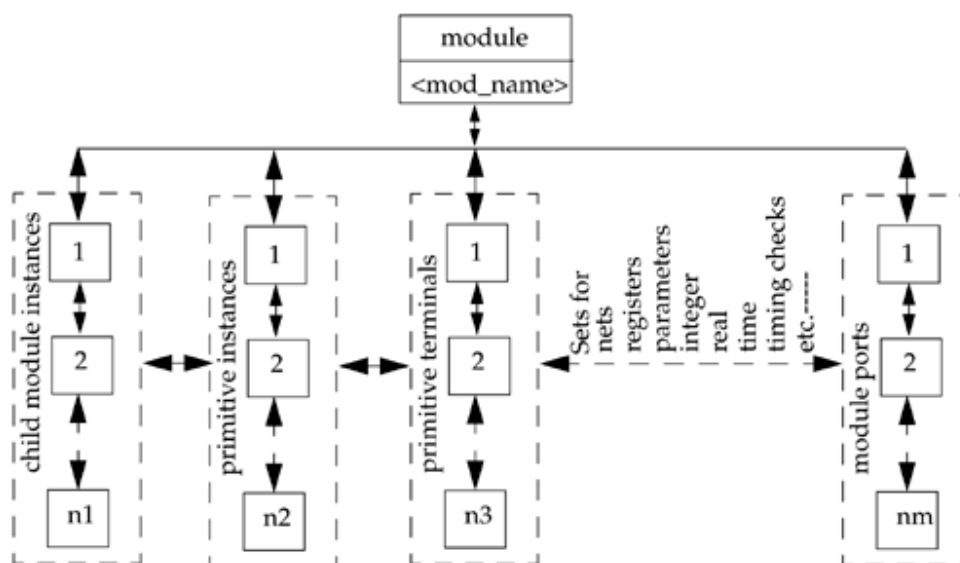 module
<mod_name>
child module instances
1
2
n1
primitive instances
1
2
n2
primitive terminals
1
2
n3
Sets for
nets
registers
parameters
integer
real
time
timing checks
etc.-----
module ports
1
2
nm